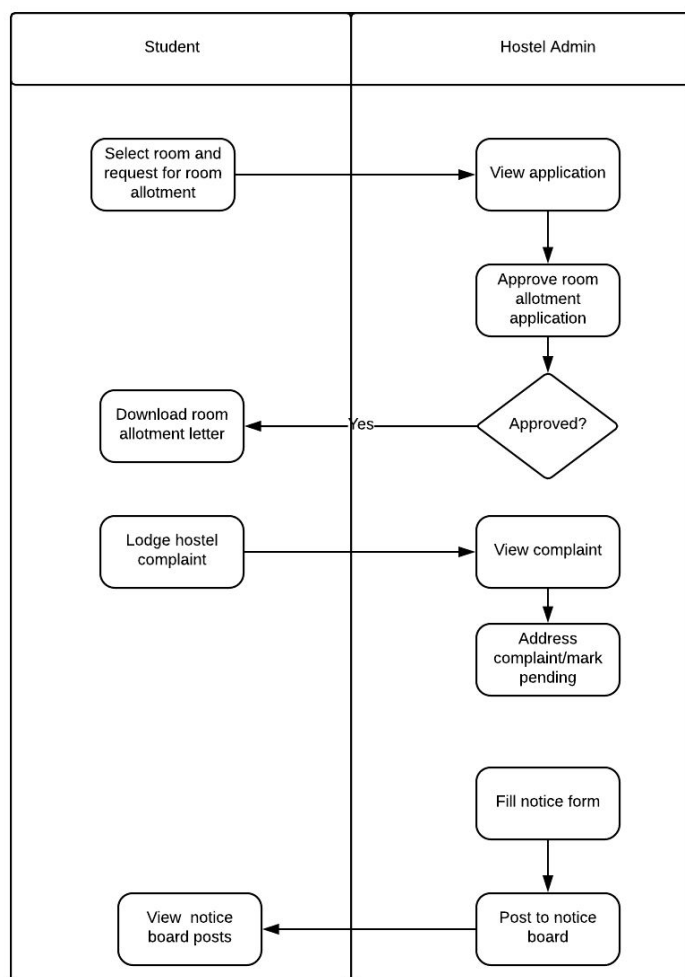 Student
Hostel Admin
Select room and
request for room
allotment
View application
Approve room
allotment
application
Approved?
Yes
Download room
allotment letter
Lodge hostel
complaint
View complaint
Address
complaint/mark
pending
Fill notice form
Post to notice
board
View notice
board posts